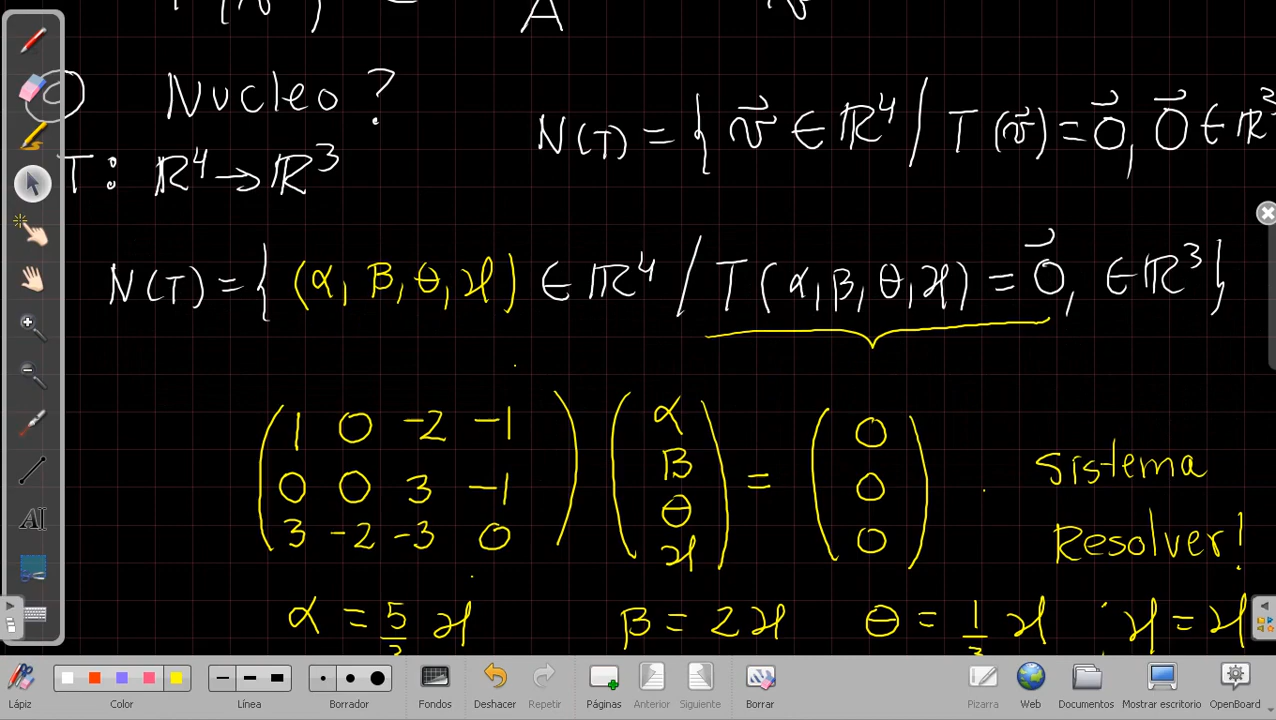 A
Nucleo ?
N(T) = { v⃗ ∈ ℝ⁴ / T(v⃗) = 0⃗, 0⃗ ∈ ℝ³
T: ℝ⁴ → ℝ³
N(T) = { (α, β, θ, ϰ) ∈ ℝ⁴ / T(α, β, θ, ϰ) = 0⃗, ∈ ℝ³ }
1 0 -2 -1 α 0
0 0 3 -1 β = 0 Sistema
3 -2 -3 0 θ 0 Resolver!
ϰ
α = 5/3 ϰ β = 2ϰ θ = 1/3 ϰ ; ϰ = ϰ
Lápiz Color Línea Borrador Fondos Deshacer Repetir Páginas Anterior Siguiente Borrar Pizarra Web Documentos Mostrar escritorio OpenBoard